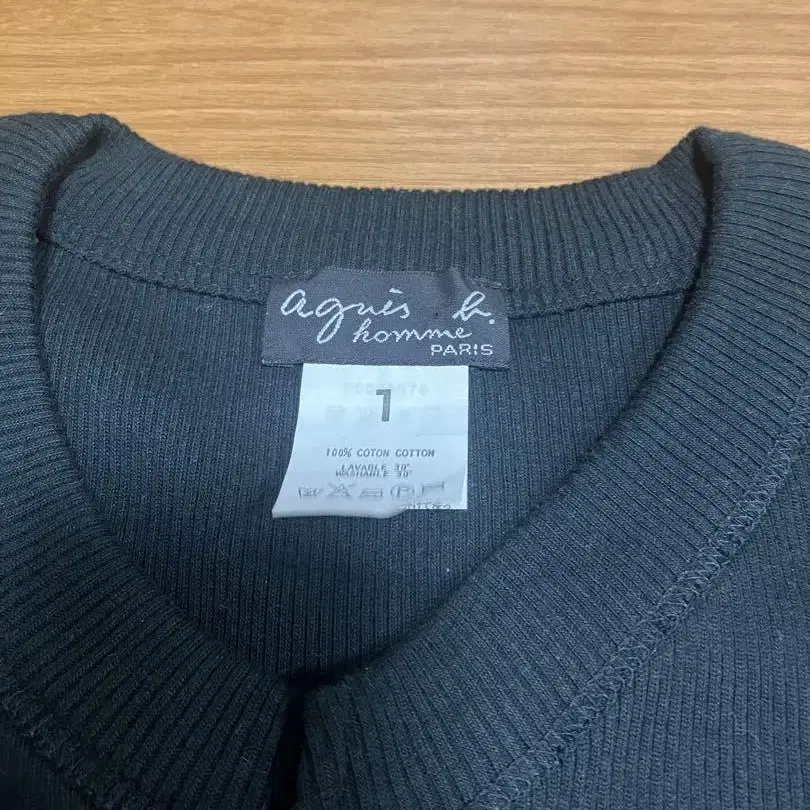 agnès b.
homme
PARIS
1
100% COTON COTTON
LAVABLE 30°
WASHABLE 30°